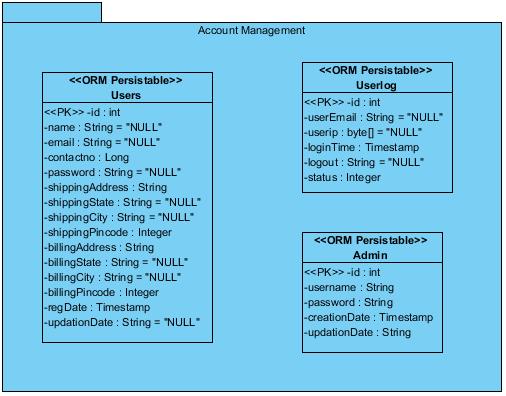 Account Management
<<ORM Persistable>>
Users
<<PK>> -id : int
-name : String = "NULL"
-email : String = "NULL"
-contactno : Long
-password : String = "NULL"
-shippingAddress : String
-shippingState : String = "NULL"
-shippingCity : String = "NULL"
-shippingPincode : Integer
-billingAddress : String
-billingState : String = "NULL"
-billingCity : String = "NULL"
-billingPincode : Integer
-regDate : Timestamp
-updationDate : String = "NULL"
<<ORM Persistable>>
Userlog
<<PK>> -id : int
-userEmail : String = "NULL"
-userip : byte[] = "NULL"
-loginTime : Timestamp
-logout : String = "NULL"
-status : Integer
<<ORM Persistable>>
Admin
<<PK>> -id : int
-username : String
-password : String
-creationDate : Timestamp
-updationDate : String